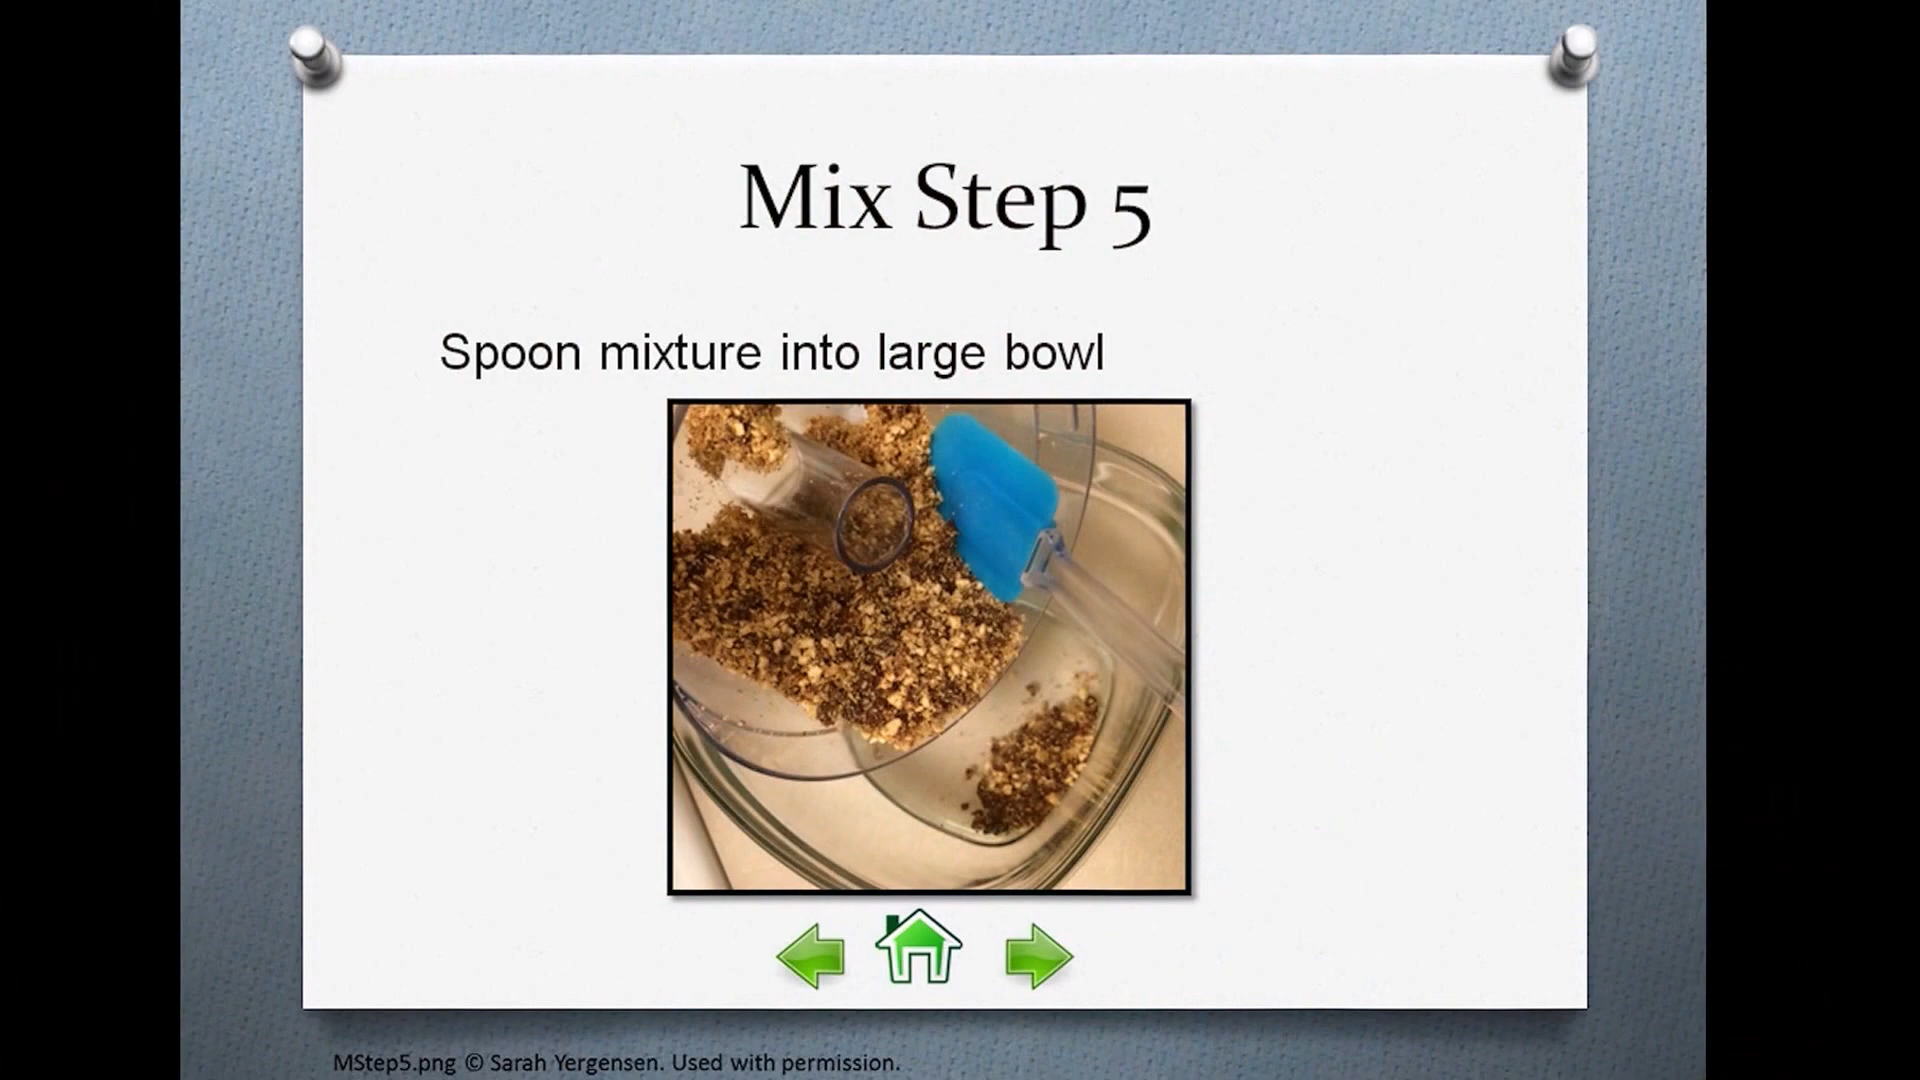 Mix Step 5
Spoon mixture into large bowl
MStep5.png © Sarah Yergensen. Used with permission.